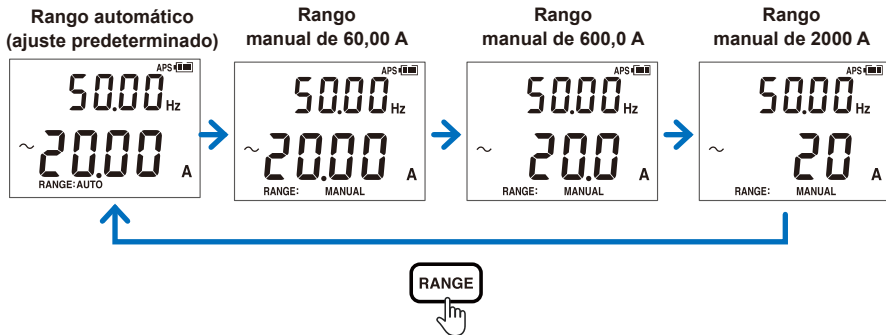 Rango automático
(ajuste predeterminado)
APS
50.00 Hz
~ 20.00 A
RANGE:AUTO
Rango
manual de 60,00 A
APS
50.00 Hz
~ 20.00 A
RANGE: MANUAL
Rango
manual de 600,0 A
APS
50.00 Hz
~ 20.0 A
RANGE: MANUAL
Rango
manual de 2000 A
APS
50.00 Hz
~ 20 A
RANGE: MANUAL
RANGE